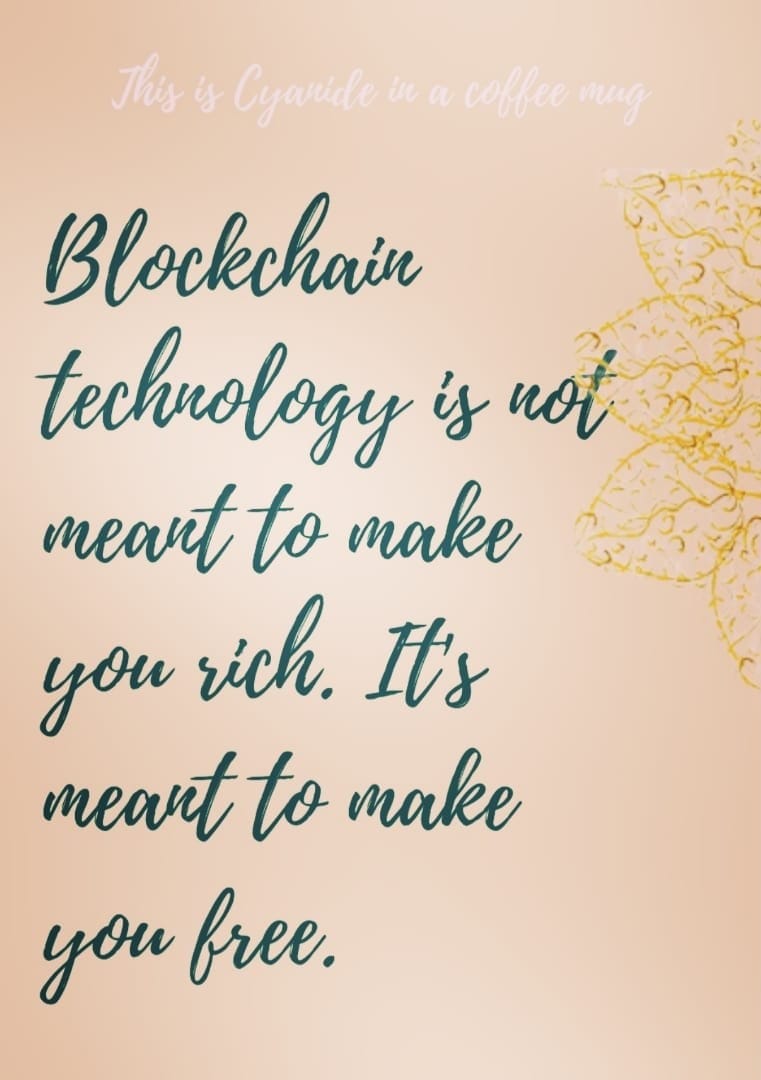 This is Cyanide in a coffee mug
Blockchain
technology is not
meant to make
you rich. It's
meant to make
you free.